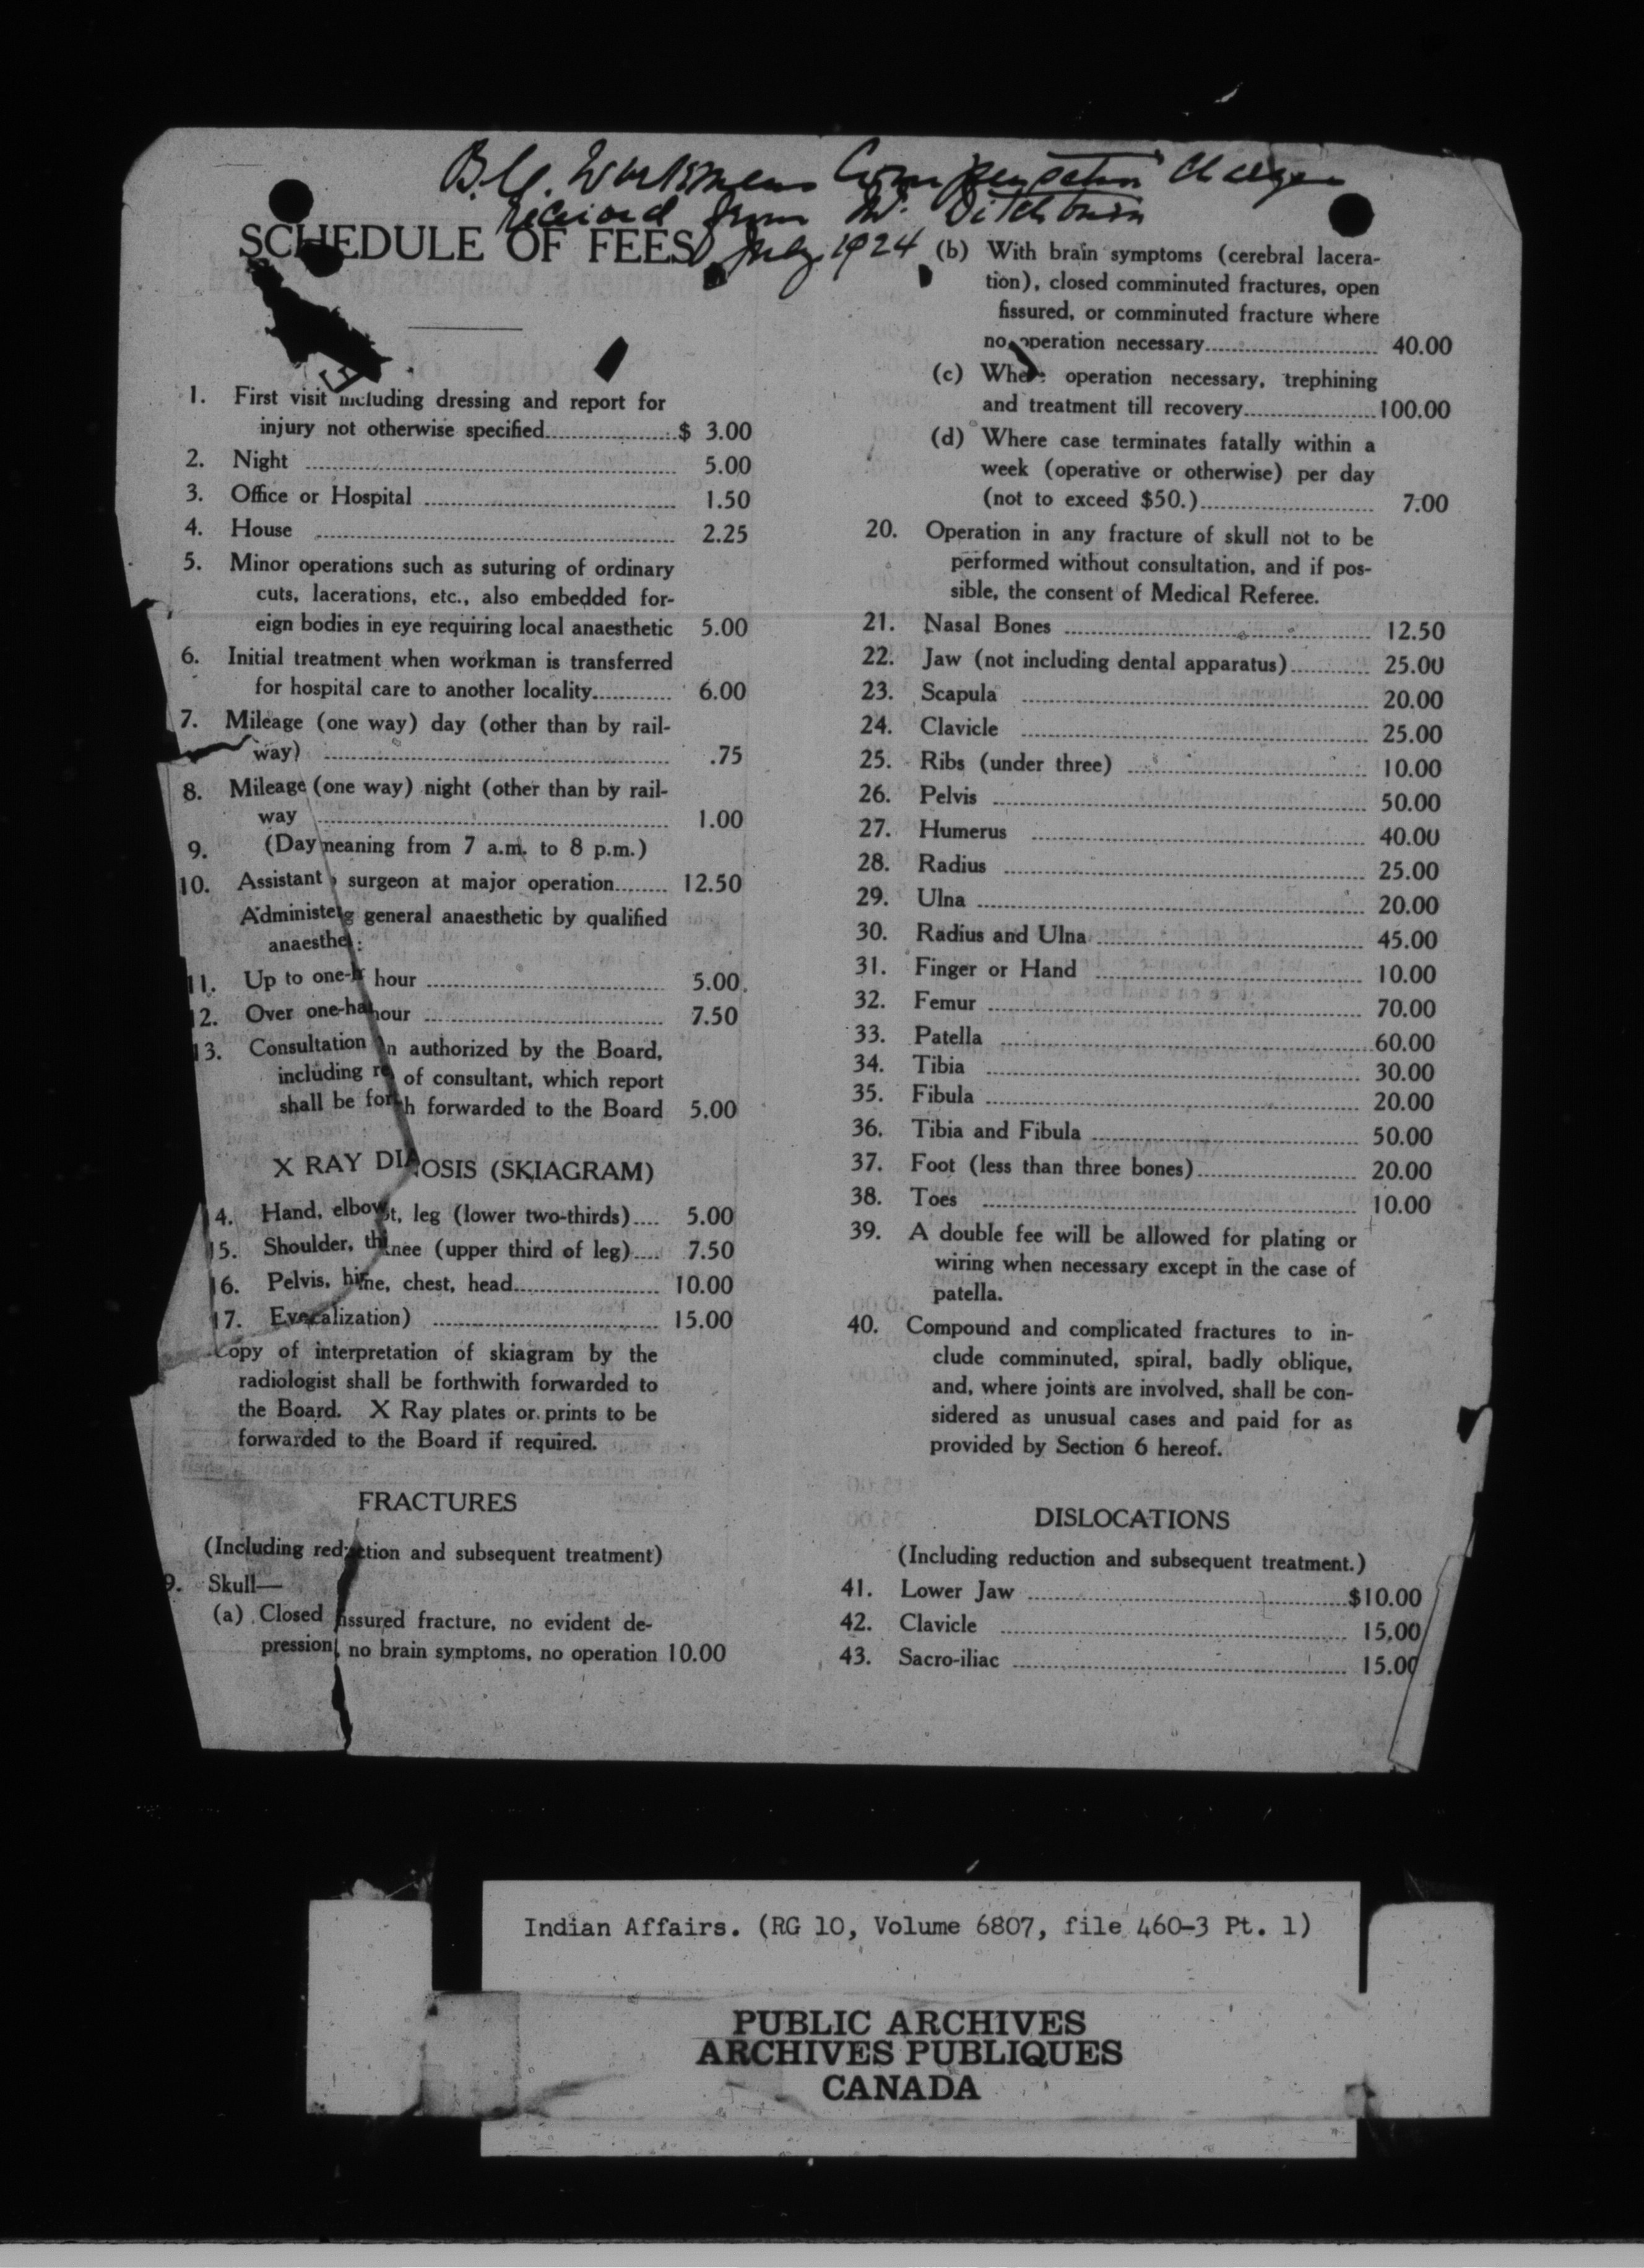 B.C. Workmens Compensation Charges
received from Mr. Ditchburn
July 1924
SCHEDULE OF FEES
1. First visit including dressing and report for
injury not otherwise specified....................$ 3.00
2. Night .................... 5.00
3. Office or Hospital .................... 1.50
4. House .................... 2.25
5. Minor operations such as suturing of ordinary
cuts, lacerations, etc., also embedded for-
eign bodies in eye requiring local anaesthetic 5.00
6. Initial treatment when workman is transferred
for hospital care to another locality............ 6.00
7. Mileage (one way) day (other than by rail-
way) .................... .75
8. Mileage (one way) night (other than by rail-
way .................... 1.00
9. (Day meaning from 7 a.m. to 8 p.m.)
10. Assistant surgeon at major operation........ 12.50
Administe g general anaesthetic by qualified
anaesthe :
11. Up to one-h hour .................... 5.00
12. Over one-ha hour .................... 7.50
13. Consultation n authorized by the Board,
including re of consultant, which report
shall be forth forwarded to the Board 5.00
X RAY DIA OSIS (SKIAGRAM)
14. Hand, elbow t, leg (lower two-thirds).... 5.00
15. Shoulder, thi knee (upper third of leg).... 7.50
16. Pelvis, hip ne, chest, head.................... 10.00
17. Eye calization) .................... 15.00
Copy of interpretation of skiagram by the
radiologist shall be forthwith forwarded to
the Board. X Ray plates or prints to be
forwarded to the Board if required.
FRACTURES
(Including reduction and subsequent treatment)
9. Skull—
(a) Closed fissured fracture, no evident de-
pression, no brain symptoms, no operation 10.00
(b) With brain symptoms (cerebral lacera-
tion), closed comminuted fractures, open
fissured, or comminuted fracture where
no operation necessary.................... 40.00
(c) Where operation necessary, trephining
and treatment till recovery....................100.00
(d) Where case terminates fatally within a
week (operative or otherwise) per day
(not to exceed $50.).................... 7.00
20. Operation in any fracture of skull not to be
performed without consultation, and if pos-
sible, the consent of Medical Referee.
21. Nasal Bones .................... 12.50
22. Jaw (not including dental apparatus)............ 25.00
23. Scapula .................... 20.00
24. Clavicle .................... 25.00
25. Ribs (under three) .................... 10.00
26. Pelvis .................... 50.00
27. Humerus .................... 40.00
28. Radius .................... 25.00
29. Ulna .................... 20.00
30. Radius and Ulna .................... 45.00
31. Finger or Hand .................... 10.00
32. Femur .................... 70.00
33. Patella .................... 60.00
34. Tibia .................... 30.00
35. Fibula .................... 20.00
36. Tibia and Fibula .................... 50.00
37. Foot (less than three bones).................... 20.00
38. Toes .................... 10.00
39. A double fee will be allowed for plating or
wiring when necessary except in the case of
patella.
40. Compound and complicated fractures to in-
clude comminuted, spiral, badly oblique,
and, where joints are involved, shall be con-
sidered as unusual cases and paid for as
provided by Section 6 hereof.
DISLOCATIONS
(Including reduction and subsequent treatment.)
41. Lower Jaw ....................$10.00
42. Clavicle .................... 15.00
43. Sacro-iliac .................... 15.00
Indian Affairs. (RG 10, Volume 6807, file 460-3 Pt. 1)
PUBLIC ARCHIVES
ARCHIVES PUBLIQUES
CANADA